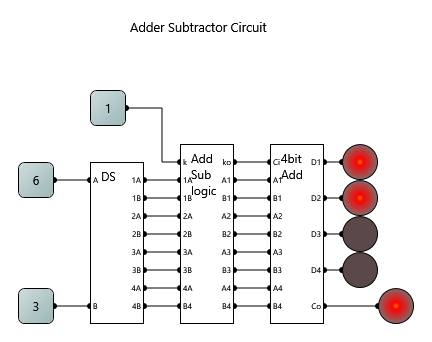 Adder Subtractor Circuit
1
6
3
DS
A
B
1A
1B
2A
2B
3A
3B
4A
4B
Add
Sub
logic
k
1A
1B
2A
2B
3A
3B
4A
B4
ko
A1
B1
A2
B2
A3
B3
A4
B4
4bit
Add
Ci
A1
B1
A2
B2
A3
B3
A4
B4
D1
D2
D3
D4
Co